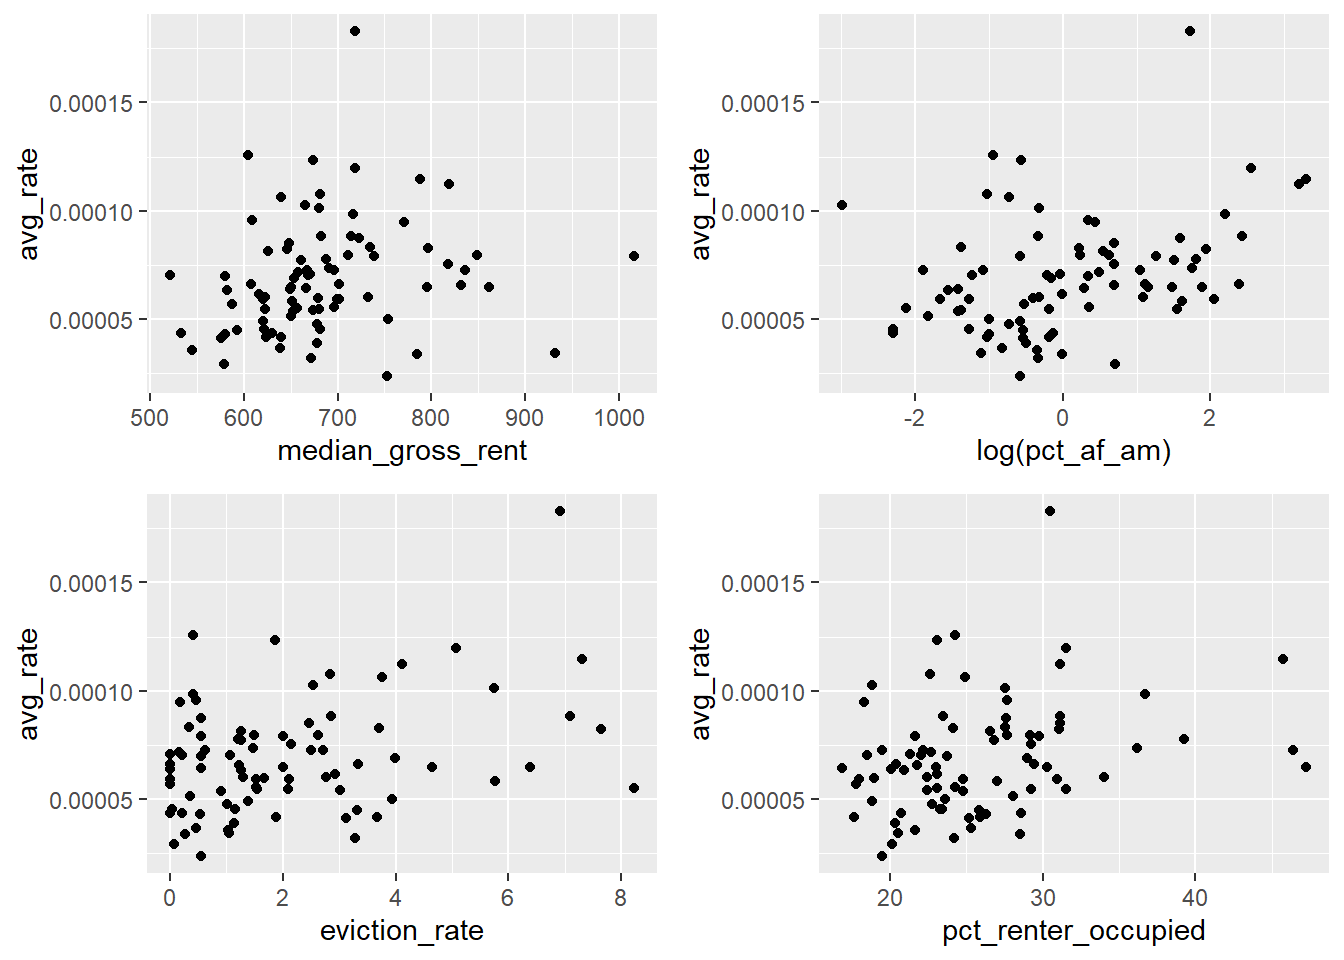 avg_rate
0.00015
0.00010
0.00005
500 600 700 800 900 1000
median_gross_rent
avg_rate
0.00015
0.00010
0.00005
-2 0 2
log(pct_af_am)
avg_rate
0.00015
0.00010
0.00005
0 2 4 6 8
eviction_rate
avg_rate
0.00015
0.00010
0.00005
20 30 40
pct_renter_occupied